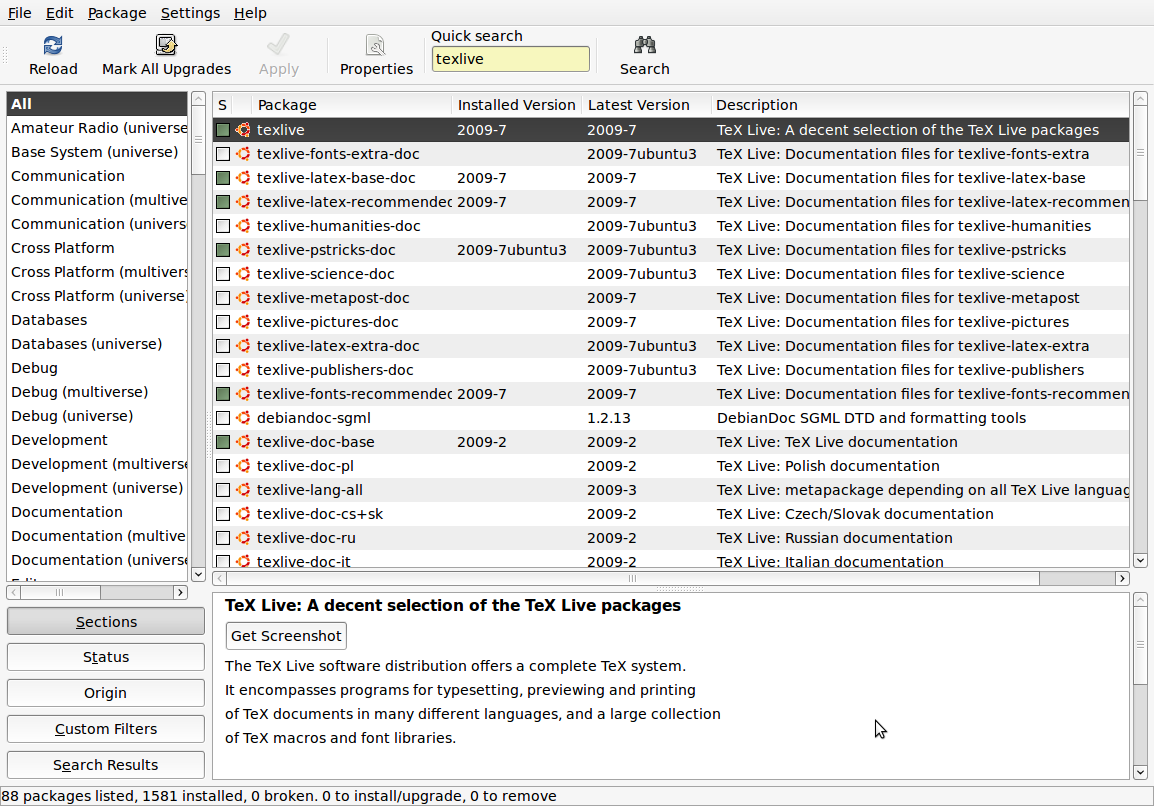 File Edit Package Settings Help
Quick search
Reload Mark All Upgrades Apply Properties texlive Search
All
Amateur Radio (universe
Base System (universe)
Communication
Communication (multive
Communication (univers
Cross Platform
Cross Platform (multivers
Cross Platform (universe)
Databases
Databases (universe)
Debug
Debug (multiverse)
Debug (universe)
Development
Development (multiverse
Development (universe)
Documentation
Documentation (multive
Documentation (universe
Sections
Status
Origin
Custom Filters
Search Results
S Package Installed Version Latest Version Description
texlive 2009-7 2009-7 TeX Live: A decent selection of the TeX Live packages
texlive-fonts-extra-doc 2009-7ubuntu3 TeX Live: Documentation files for texlive-fonts-extra
texlive-latex-base-doc 2009-7 2009-7 TeX Live: Documentation files for texlive-latex-base
texlive-latex-recommended 2009-7 2009-7 TeX Live: Documentation files for texlive-latex-recommen
texlive-humanities-doc 2009-7ubuntu3 TeX Live: Documentation files for texlive-humanities
texlive-pstricks-doc 2009-7ubuntu3 2009-7ubuntu3 TeX Live: Documentation files for texlive-pstricks
texlive-science-doc 2009-7ubuntu3 TeX Live: Documentation files for texlive-science
texlive-metapost-doc 2009-7 TeX Live: Documentation files for texlive-metapost
texlive-pictures-doc 2009-7 TeX Live: Documentation files for texlive-pictures
texlive-latex-extra-doc 2009-7ubuntu3 TeX Live: Documentation files for texlive-latex-extra
texlive-publishers-doc 2009-7ubuntu3 TeX Live: Documentation files for texlive-publishers
texlive-fonts-recommended 2009-7 2009-7 TeX Live: Documentation files for texlive-fonts-recommen
debiandoc-sgml 1.2.13 DebianDoc SGML DTD and formatting tools
texlive-doc-base 2009-2 2009-2 TeX Live: TeX Live documentation
texlive-doc-pl 2009-2 TeX Live: Polish documentation
texlive-lang-all 2009-3 TeX Live: metapackage depending on all TeX Live languag
texlive-doc-cs+sk 2009-2 TeX Live: Czech/Slovak documentation
texlive-doc-ru 2009-2 TeX Live: Russian documentation
texlive-doc-it 2009-2 TeX Live: Italian documentation
TeX Live: A decent selection of the TeX Live packages
Get Screenshot
The TeX Live software distribution offers a complete TeX system.
It encompasses programs for typesetting, previewing and printing
of TeX documents in many different languages, and a large collection
of TeX macros and font libraries.
88 packages listed, 1581 installed, 0 broken. 0 to install/upgrade, 0 to remove